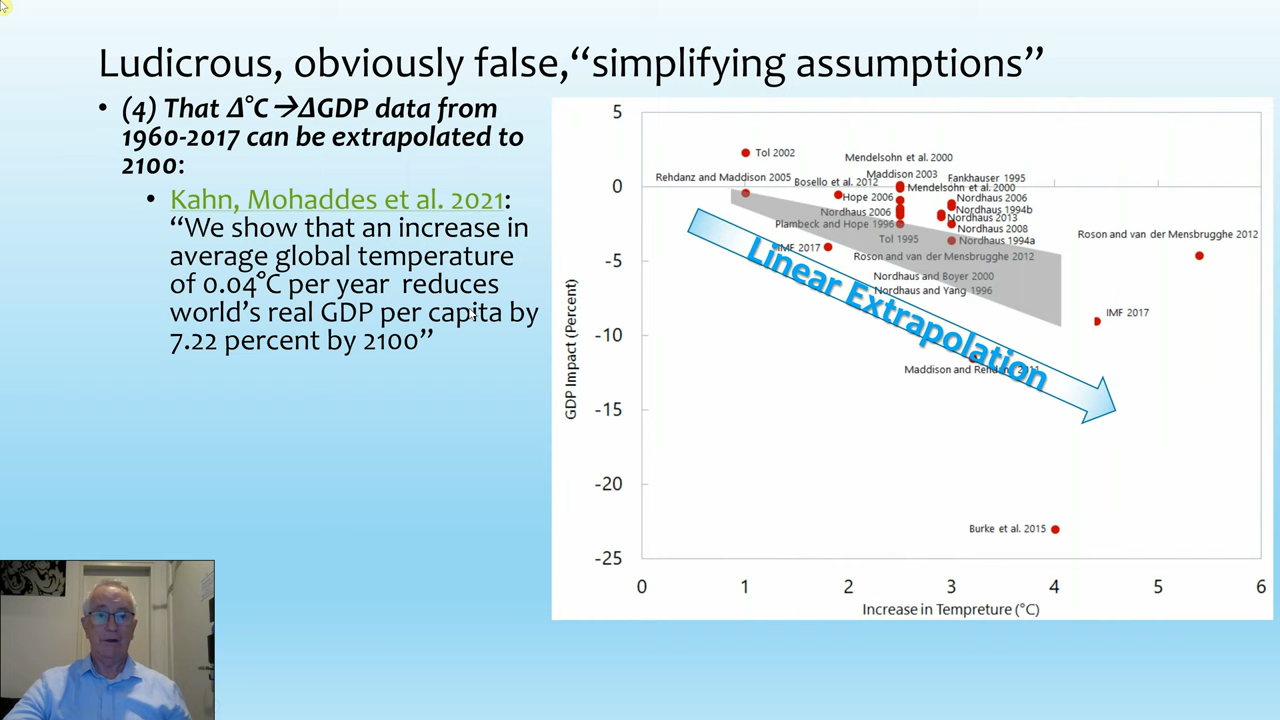 Ludicrous, obviously false,“simplifying assumptions”
• (4) That Δ°C→ΔGDP data from
1960-2017 can be extrapolated to
2100:
• Kahn, Mohaddes et al. 2021:
“We show that an increase in
average global temperature
of 0.04°C per year reduces
world’s real GDP per capita by
7.22 percent by 2100”
5
0
-5
-10
-15
-20
-25
GDP Impact (Percent)
Tol 2002
Mendelsohn et al. 2000
Rehdanz and Maddison 2005
Maddison 2003
Fankhauser 1995
Bosello et al. 2012
Mendelsohn et al. 2000
Hope 2006
Nordhaus 2006
Nordhaus 1994b
Nordhaus 2006
Nordhaus 2013
Plambeck and Hope 1996
Nordhaus 2008
Tol 1995
Nordhaus 1994a
Roson and van der Mensbrugghe 2012
IMF 2017
Roson and van der Mensbrugghe 2012
Nordhaus and Boyer 2000
Nordhaus and Yang 1996
Linear Extrapolation
IMF 2017
Maddison and Rehdanz 2011
Burke et al. 2015
0 1 2 3 4 5 6
Increase in Tempreture (°C)